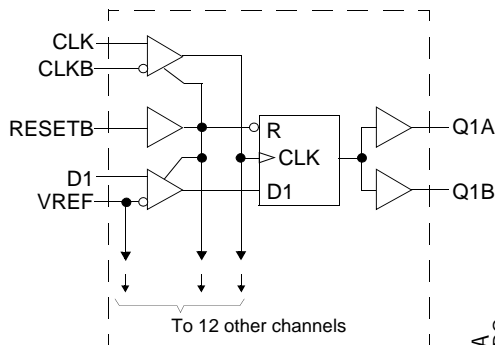 CLK
CLKB
RESETB
D1
VREF
R
CLK
D1
Q1A
Q1B
To 12 other channels